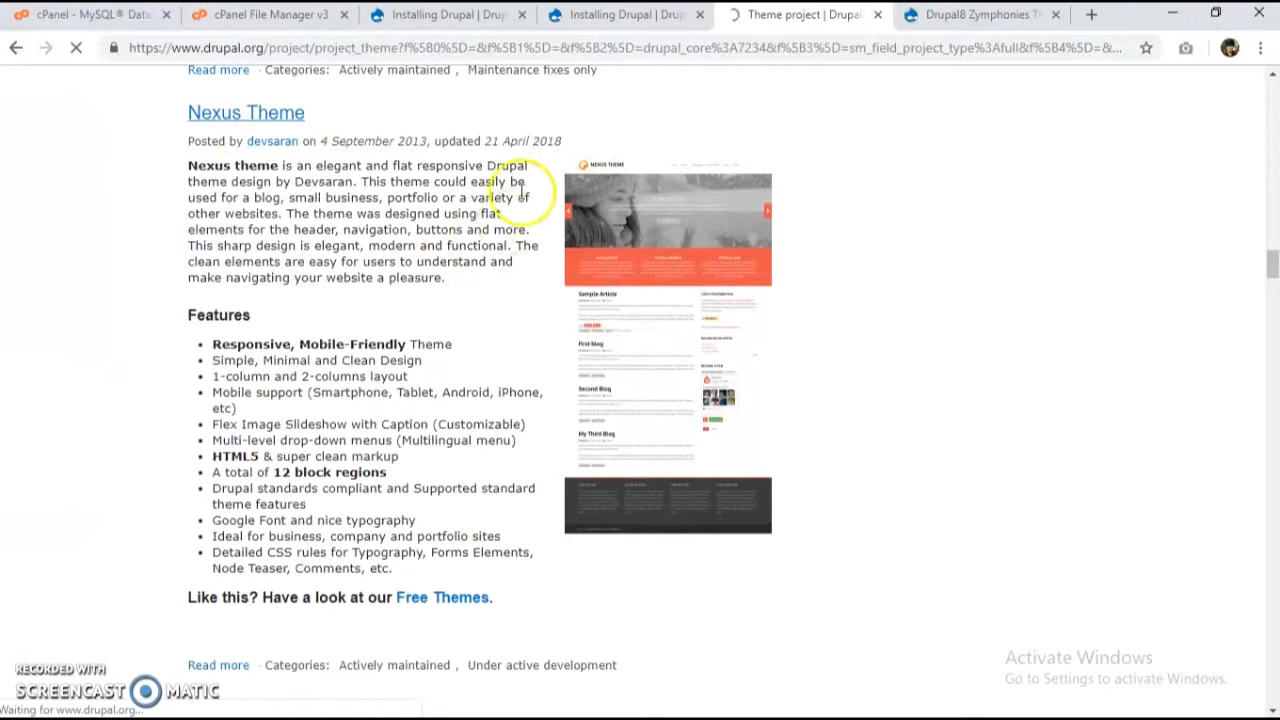 cPanel - MySQL® Data
cPanel File Manager v3
Installing Drupal | Drup
Installing Drupal | Drup
Theme project | Drupal
Drupal8 Zymphonies Th
https://www.drupal.org/project/project_theme?f%5B0%5D=&f%5B1%5D=&f%5B2%5D=drupal_core%3A7234&f%5B3%5D=sm_field_project_type%3Afull&f%5B4%5D=&...
Read more · Categories: Actively maintained , Maintenance fixes only
Nexus Theme
Posted by devsaran on 4 September 2013, updated 21 April 2018
Nexus theme is an elegant and flat responsive Drupal
theme design by Devsaran. This theme could easily be
used for a blog, small business, portfolio or a variety of
other websites. The theme is designed using flat
elements for the header, navigation, buttons and more.
This sharp design is elegant, modern and functional. The
clear elements are easy for users to understand and
make decisions from.
Features
Responsive, Mobile-friendly Theme
Simple and elegant clean Design
1-column and 2-columns layout
Mobile support (Smartphone, Tablet, Android, iPhone,
etc)
Flex Image Slideshow with Caption (customizable)
Multi-level drop-down menus (Multilingual menu)
HTML5 & super clean markup
A total of 12 block regions
Drupal standards compliant and Support all standard
theme features
Google Font and nice typography
Ideal for business, company and portfolio sites
Detailed CSS rules for Typography, Forms Elements,
Node Teaser, Comments, etc.
Like this? Have a look at our Free Themes.
NEXUS THEME
Sample Article
First blog
Second Blog
My Third Blog
Read more · Categories: Actively maintained , Under active development
Activate Windows
Go to Settings to activate Windows.
RECORDED WITH
SCREENCAST MATIC
Waiting for www.drupal.org...